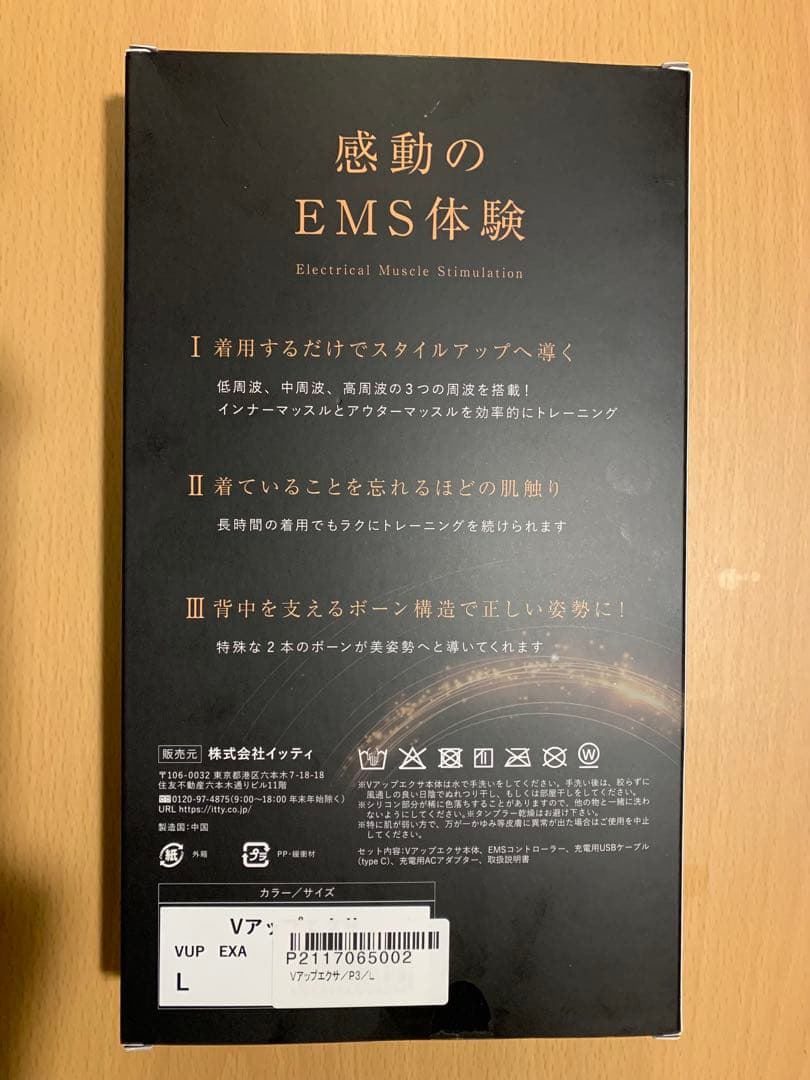 感動の
EMS体験
Electrical Muscle Stimulation
Ⅰ 着用するだけでスタイルアップへ導く
低周波、中周波、高周波の3つの周波を搭載!
インナーマッスルとアウターマッスルを効率的にトレーニング
Ⅱ 着ていることを忘れるほどの肌触り
長時間の着用でもラクにトレーニングを続けられます
Ⅲ 背中を支えるボーン構造で正しい姿勢に!
特殊な2本のボーンが美姿勢へと導いてくれます
販売元 株式会社イッティ
〒106-0032 東京都港区六本木7-18-18
住友不動産六本木通りビル11階
0120-97-4875(9:00〜18:00 年末年始除く)
URL https://itty.co.jp/
製造国:中国
紙 外箱
プラ PP・緩衝材
W
※Vアップエクサ本体は水で手洗いをしてください。手洗い後は、絞らずに
風通しの良い日陰でぬれつり干し、もしくは部屋干しをしてください。
※シリコン部分が稀に色落ちすることがありますので、他の物と一緒に洗わ
ないようにしてください。※タンブラー乾燥はお避け下さい。
※特に肌が弱い方で、万が一かゆみ等皮膚に異常が出た場合はご使用を中止
してください。
セット内容:Vアップエクサ本体、EMSコントローラー、充電用USBケーブル
(type C)、充電用ACアダプター、取扱説明書
カラー/サイズ
Vアッ
VUP EXA
L
P2117065002
Vアップエクサ/P3/L